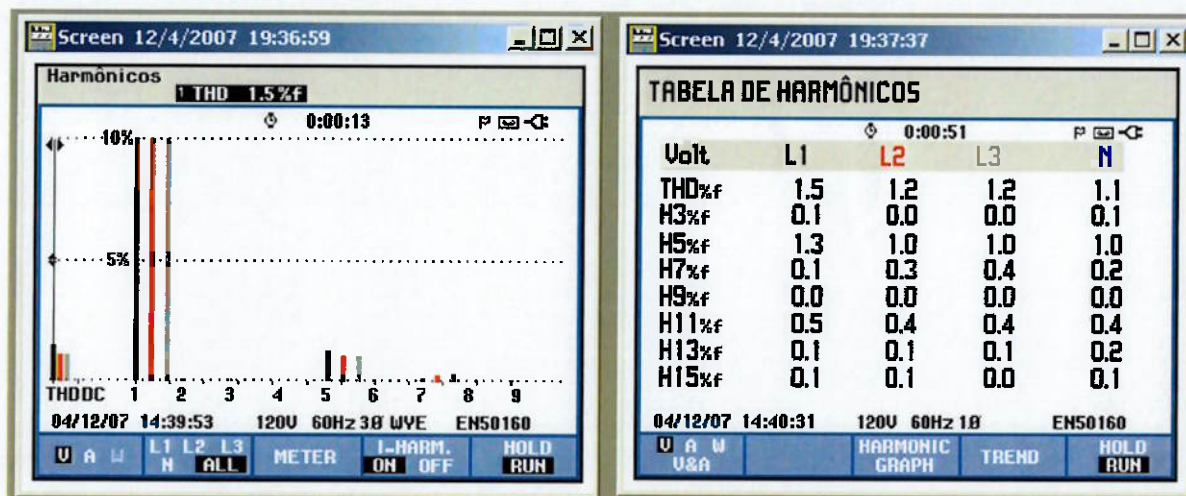 Screen 12/4/2007 19:36:59
Harmônicos
1 THD 1.5%f
0:00:13
10%
5%
THD DC 1 2 3 4 5 6 7 8 9
04/12/07 14:39:53 120V 60Hz 3Ø WYE EN50160
V A W
L1 L2 L3
N ALL
METER
I-HARM.
ON OFF
HOLD
RUN
Screen 12/4/2007 19:37:37
TABELA DE HARMÔNICOS
0:00:51
Volt L1 L2 L3 N
THD%f 1.5 1.2 1.2 1.1
H3%f 0.1 0.0 0.0 0.1
H5%f 1.3 1.0 1.0 1.0
H7%f 0.1 0.3 0.4 0.2
H9%f 0.0 0.0 0.0 0.0
H11%f 0.5 0.4 0.4 0.4
H13%f 0.1 0.1 0.1 0.2
H15%f 0.1 0.1 0.0 0.1
04/12/07 14:40:31 120V 60Hz 1Ø EN50160
V A W
V&A
HARMONIC
GRAPH
TREND
HOLD
RUN